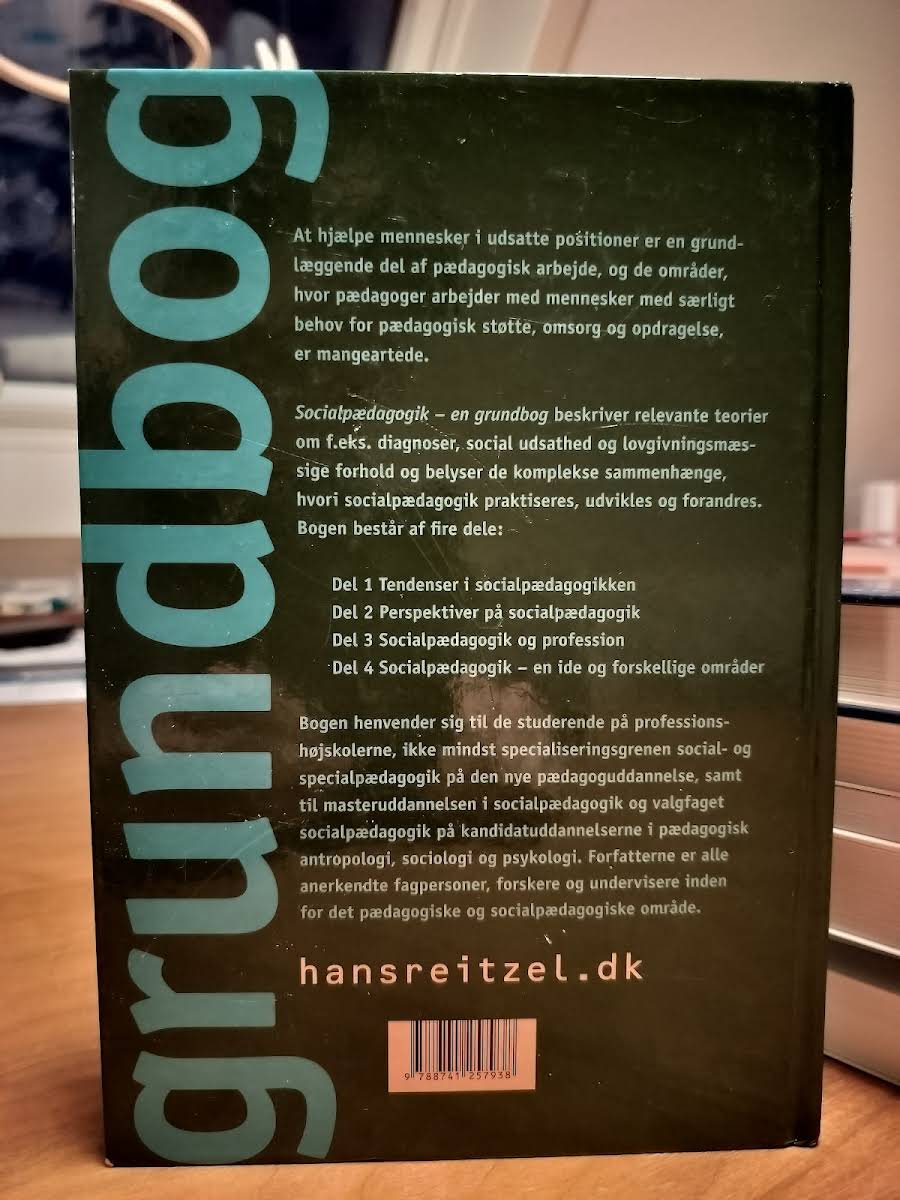 grundbog
At hjælpe mennesker i udsatte positioner er en grund-
læggende del af pædagogisk arbejde, og de områder,
hvor pædagoger arbejder med mennesker med særligt
behov for pædagogisk støtte, omsorg og opdragelse,
er mangeartede.
Socialpædagogik – en grundbog beskriver relevante teorier
om f.eks. diagnoser, social udsathed og lovgivningsmæs-
sige forhold og belyser de komplekse sammenhænge,
hvori socialpædagogik praktiseres, udvikles og forandres.
Bogen består af fire dele:
Del 1 Tendenser i socialpædagogikken
Del 2 Perspektiver på socialpædagogik
Del 3 Socialpædagogik og profession
Del 4 Socialpædagogik – en ide og forskellige områder
Bogen henvender sig til de studerende på professions-
højskolerne, ikke mindst specialiseringsgrenen social- og
specialpædagogik på den nye pædagoguddannelse, samt
til masteruddannelsen i socialpædagogik og valgfaget
socialpædagogik på kandidatuddannelserne i pædagogisk
antropologi, sociologi og psykologi. Forfatterne er alle
anerkendte fagpersoner, forskere og undervisere inden
for det pædagogiske og socialpædagogiske område.
hansreitzel.dk
9 788741 257938